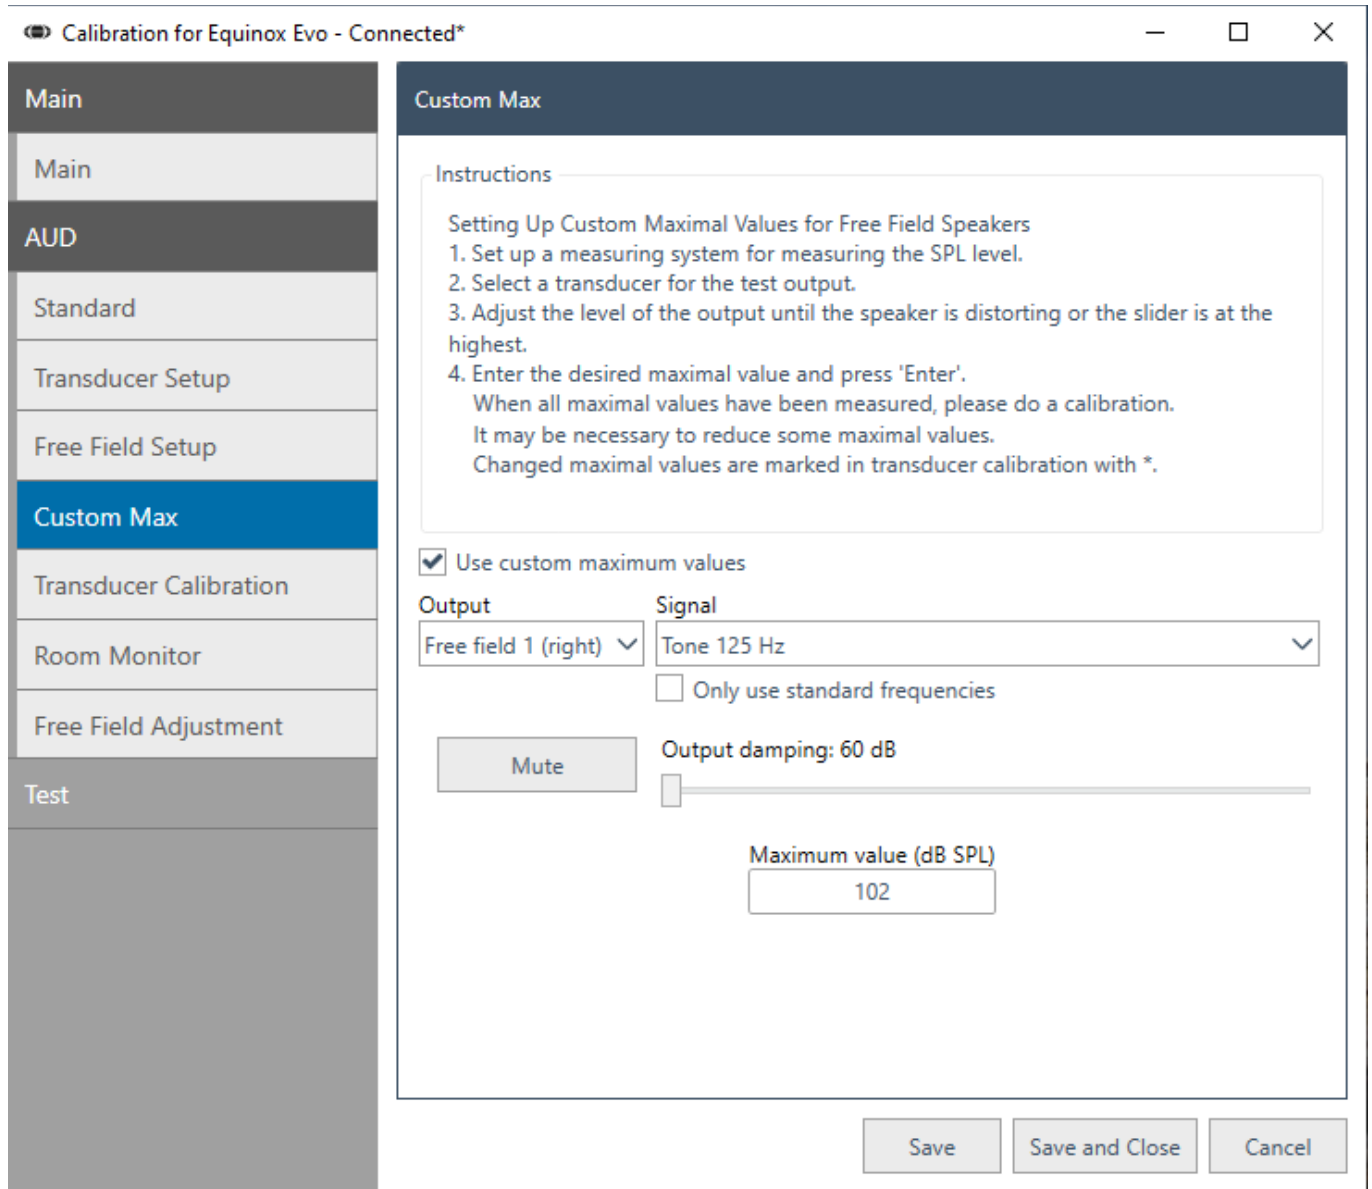 Calibration for Equinox Evo - Connected*
Main
Main
AUD
Standard
Transducer Setup
Free Field Setup
Custom Max
Transducer Calibration
Room Monitor
Free Field Adjustment
Test
Custom Max
Instructions
Setting Up Custom Maximal Values for Free Field Speakers
1. Set up a measuring system for measuring the SPL level.
2. Select a transducer for the test output.
3. Adjust the level of the output until the speaker is distorting or the slider is at the
highest.
4. Enter the desired maximal value and press 'Enter'.
When all maximal values have been measured, please do a calibration.
It may be necessary to reduce some maximal values.
Changed maximal values are marked in transducer calibration with *.
Use custom maximum values
Output Signal
Free field 1 (right) Tone 125 Hz
Only use standard frequencies
Mute
Output damping: 60 dB
Maximum value (dB SPL)
102
Save Save and Close Cancel